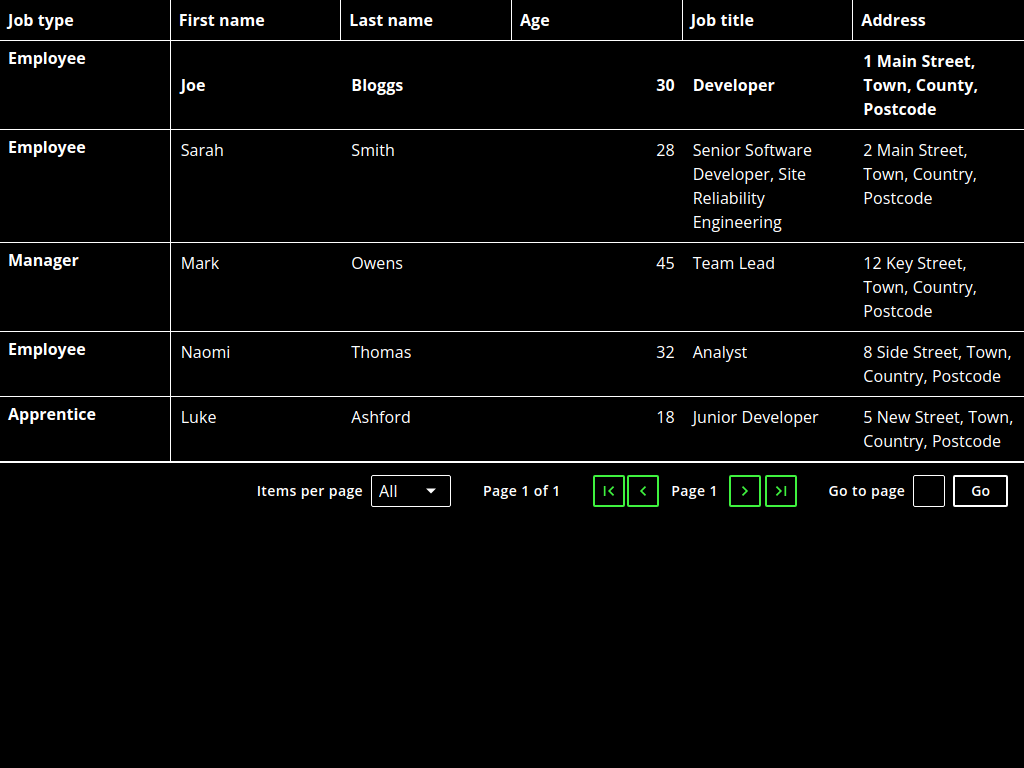 Job type First name Last name Age Job title Address
Employee Joe Bloggs 30 Developer 1 Main Street,
Town, County,
Postcode
Employee Sarah Smith 28 Senior Software 2 Main Street,
Developer, Site Town, Country,
Reliability Postcode
Engineering
Manager Mark Owens 45 Team Lead 12 Key Street,
Town, Country,
Postcode
Employee Naomi Thomas 32 Analyst 8 Side Street, Town,
Country, Postcode
Apprentice Luke Ashford 18 Junior Developer 5 New Street, Town,
Country, Postcode
Items per page All Page 1 of 1 Page 1 Go to page Go